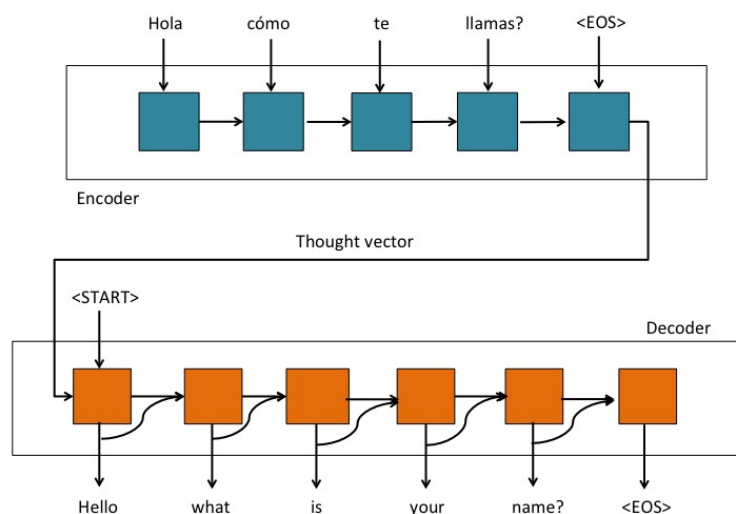 Hola cómo te llamas? <EOS>
Encoder
Thought vector
<START>
Decoder
Hello what is your name? <EOS>